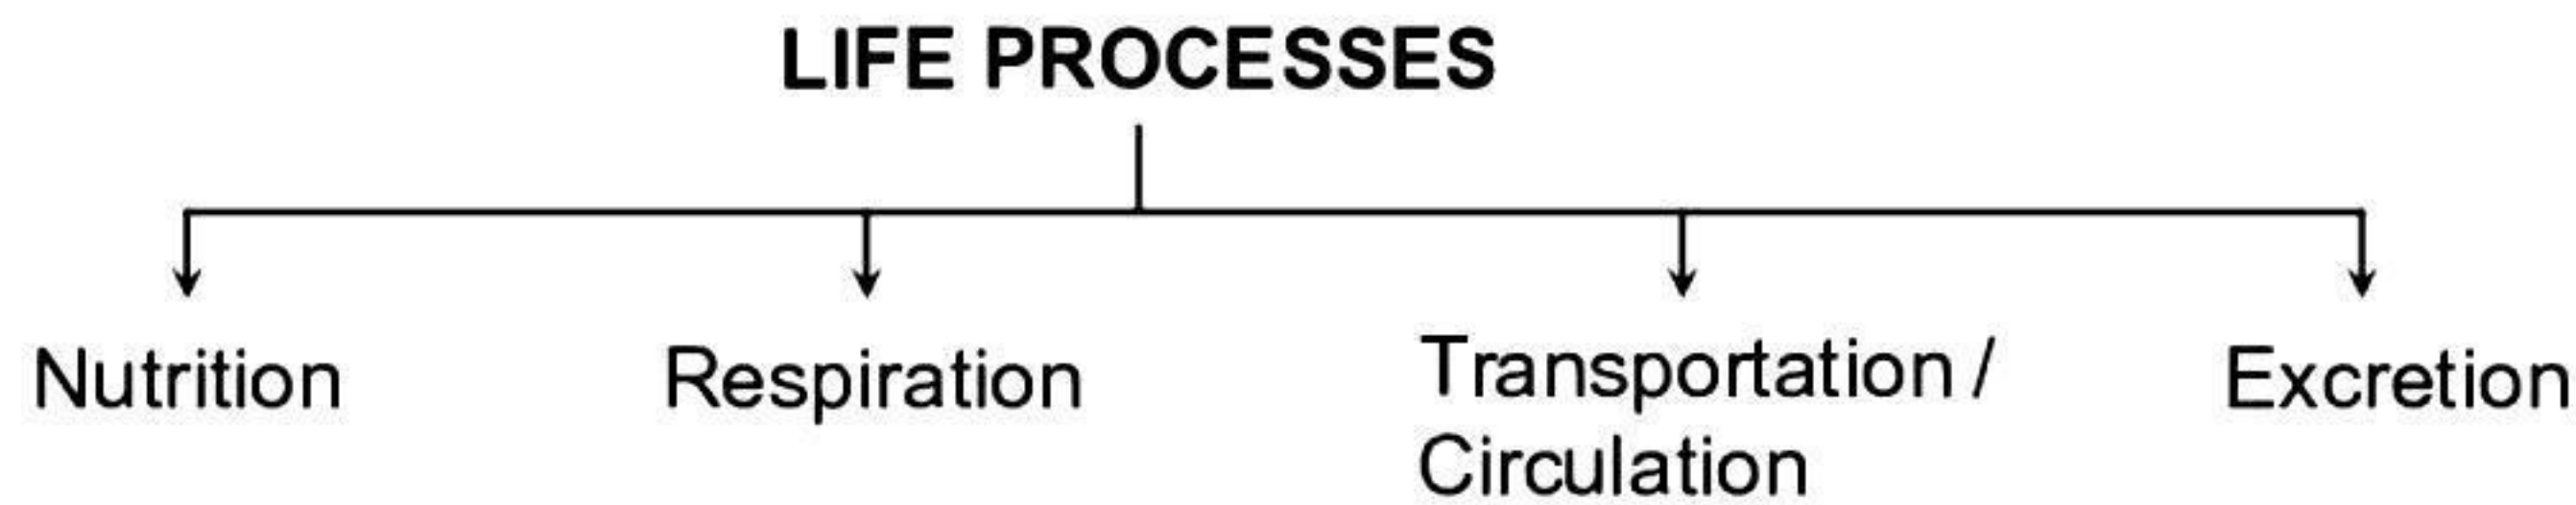 LIFE PROCESSES
Nutrition
Respiration
Transportation /
Circulation
Excretion